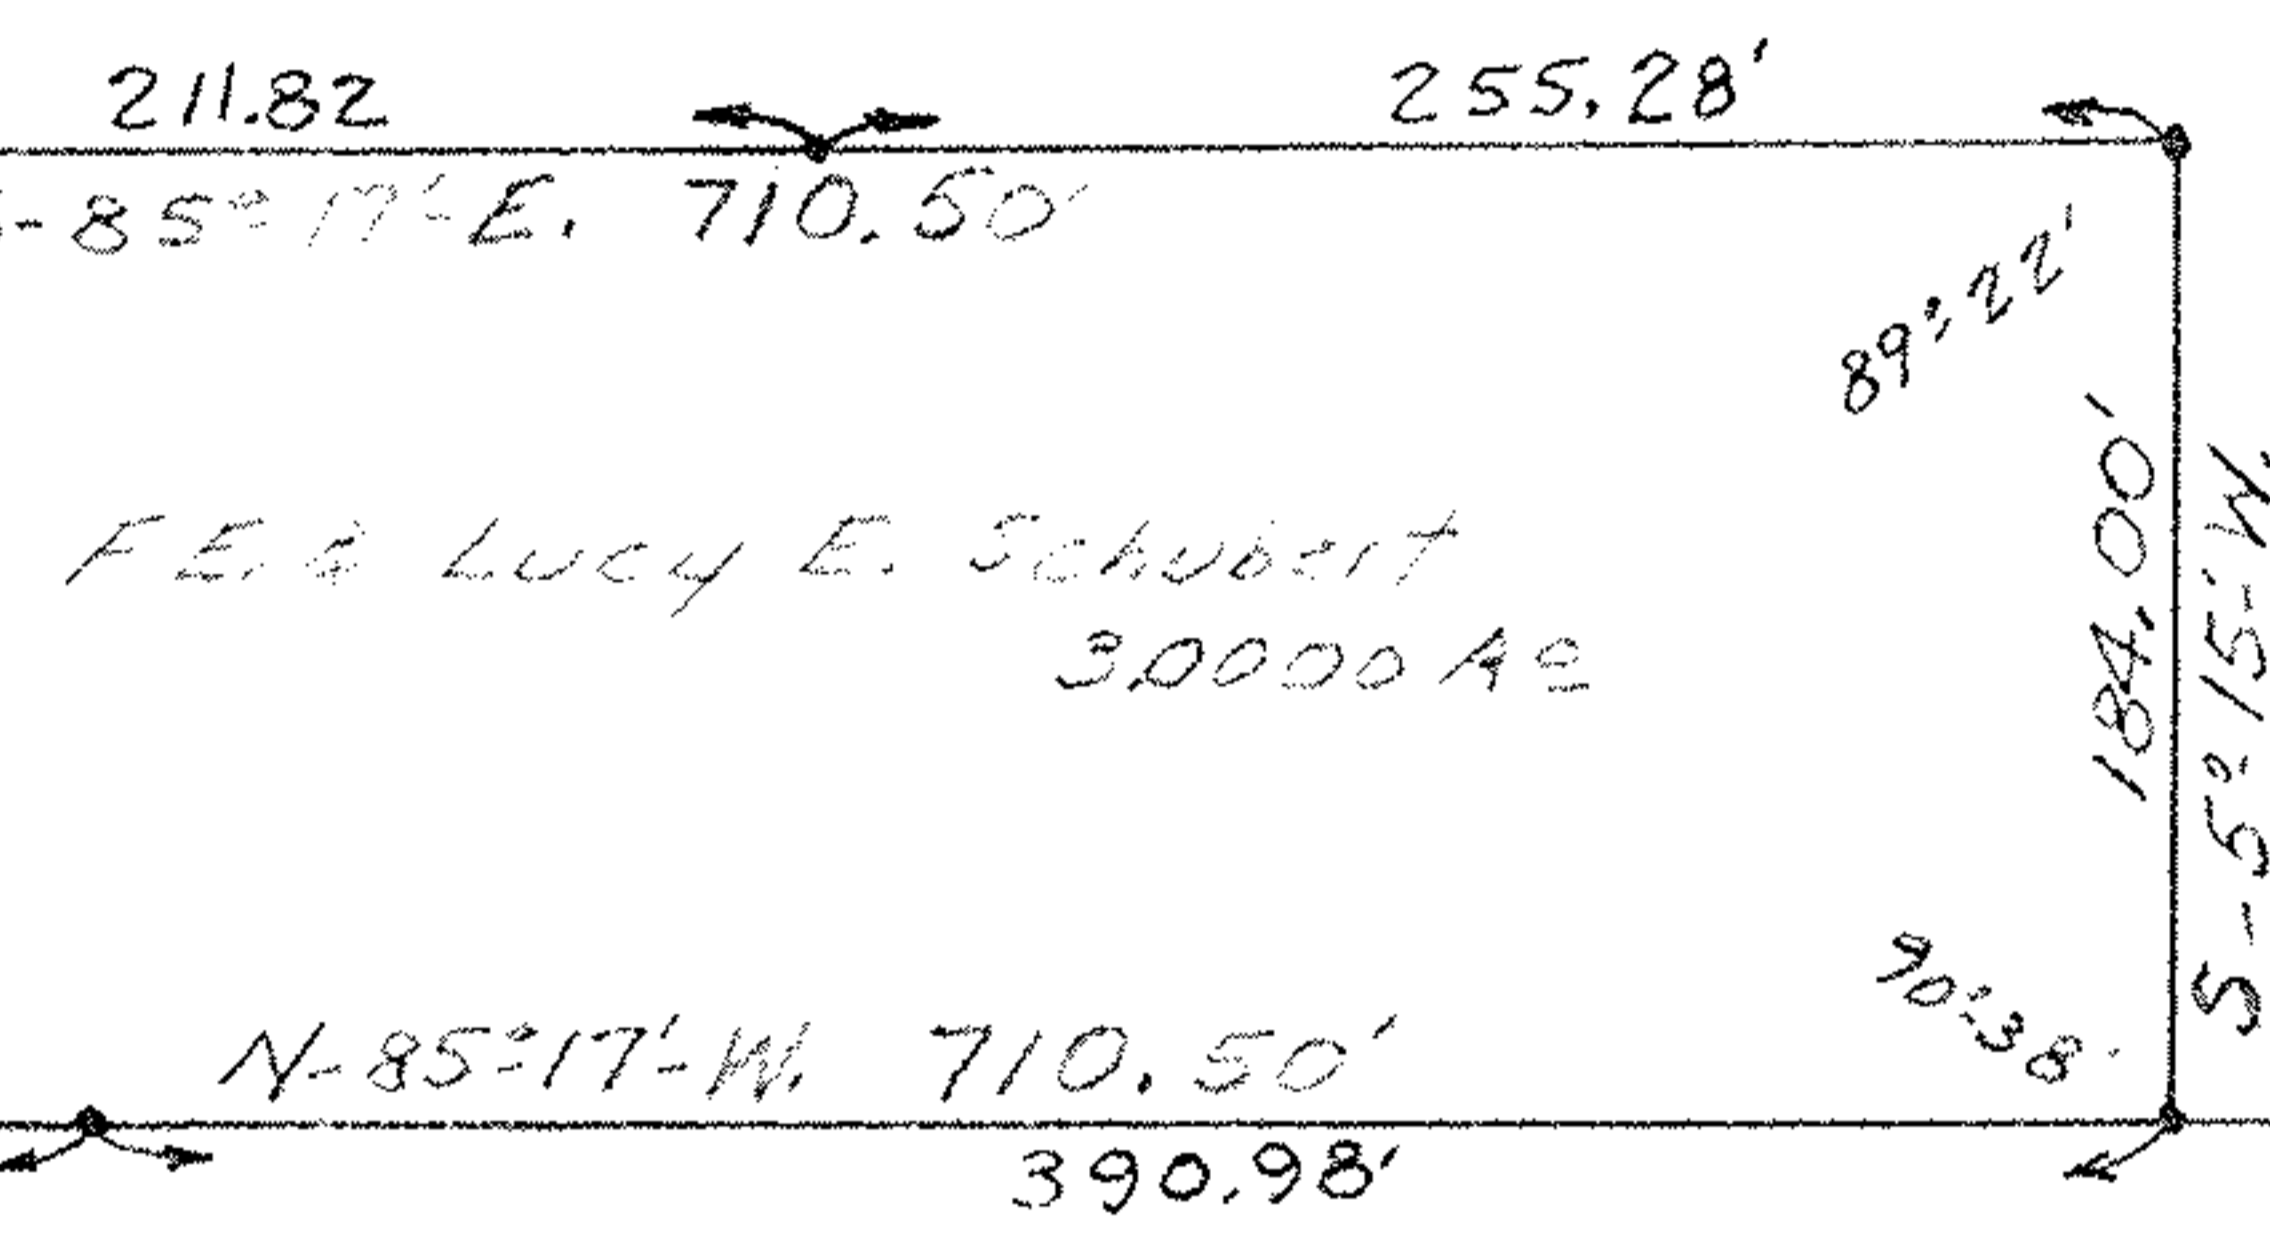 211.82
255.28'
-85°-17'-E. 710.50'
89°-22'
F.E. & Lucy E. Schubert
3.0000 Ac
184.00'
S-5°-15'-W.
90°-38'
N-85°-17'-W. 710.50'
390.98'